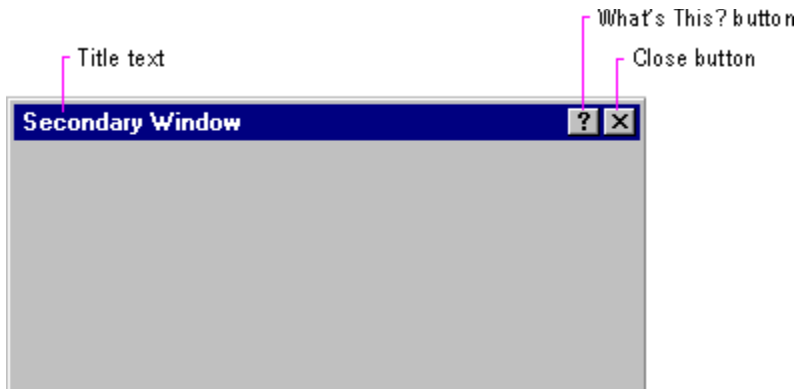 What's This? button
Title text
Close button
Secondary Window
?